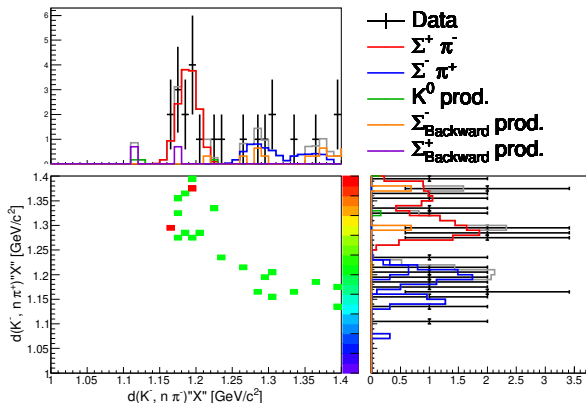 6
5
4
3
2
1
0
Data
Σ⁺ π⁻
Σ⁻ π⁺
K⁰ prod.
Σ⁻Backward prod.
Σ⁺Backward prod.
1.4
1.35
1.3
1.25
1.2
1.15
1.1
1.05
1
d(K⁻, n π⁺)"X" [GeV/c²]
1 1.05 1.1 1.15 1.2 1.25 1.3 1.35 1.4
d(K⁻, n π⁻)"X" [GeV/c²]
0 0.5 1 1.5 2 2.5 3 3.5